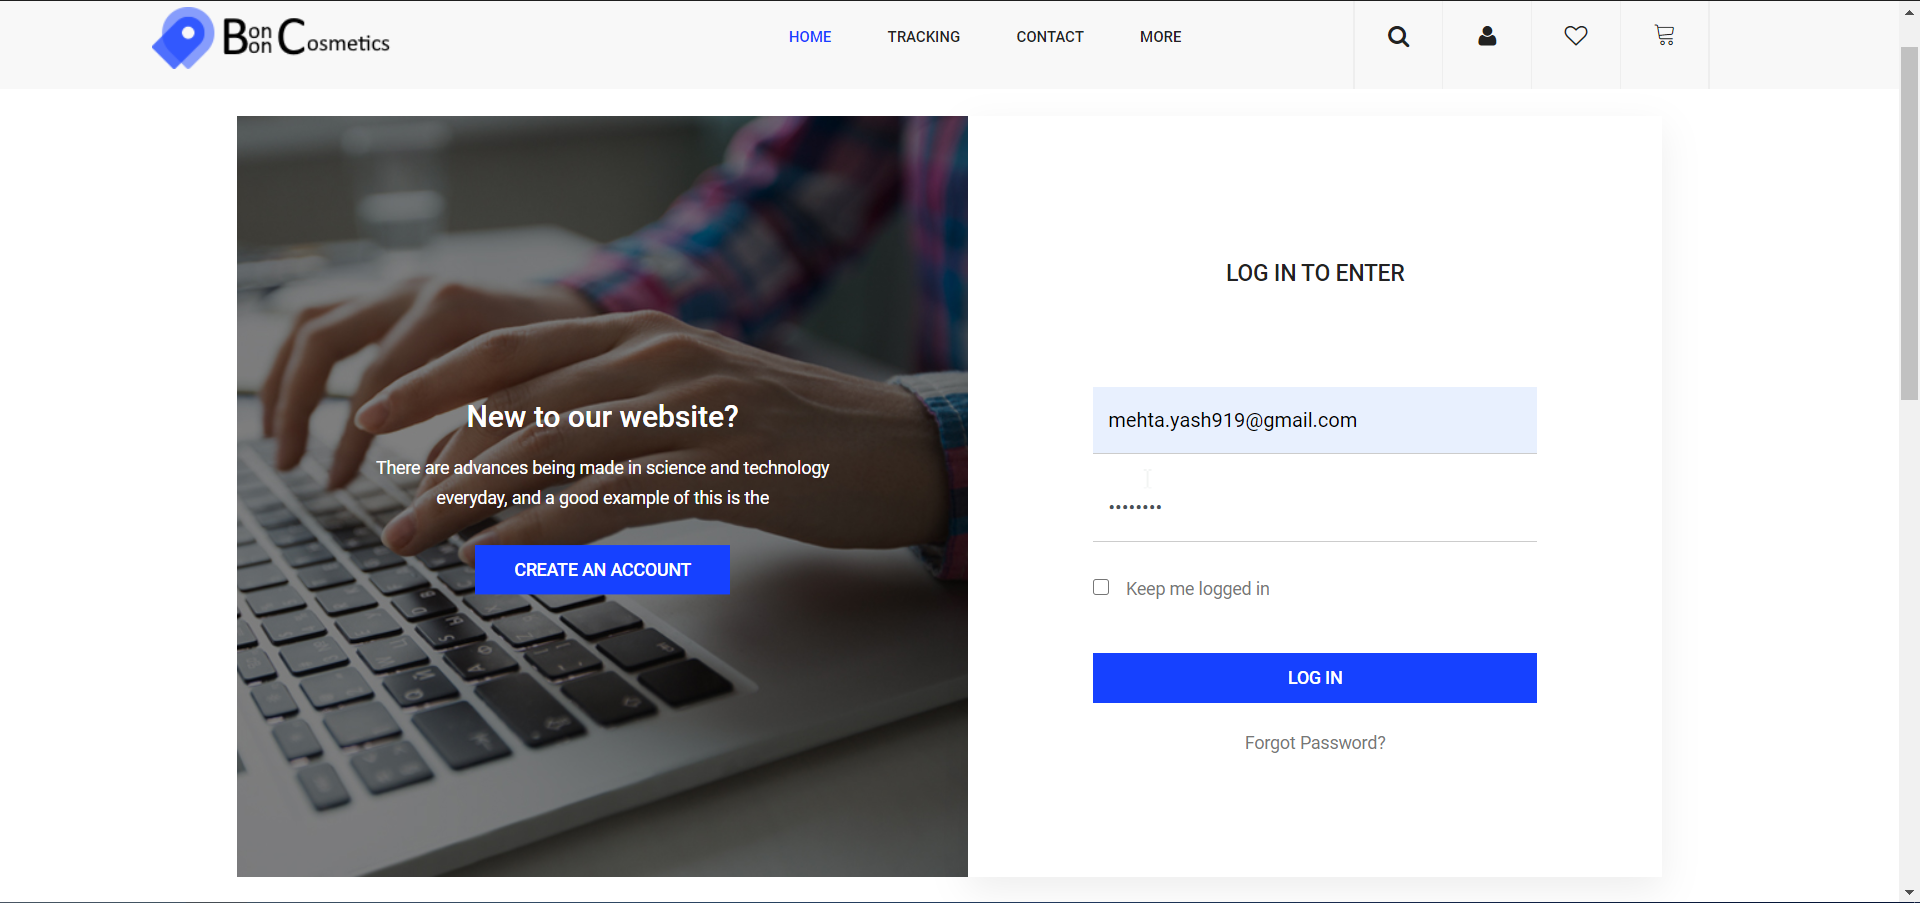 Bon Bon Cosmetics
HOME
TRACKING
CONTACT
MORE
New to our website?
There are advances being made in science and technology
everyday, and a good example of this is the
CREATE AN ACCOUNT
LOG IN TO ENTER
mehta.yash919@gmail.com
••••••••
Keep me logged in
LOG IN
Forgot Password?